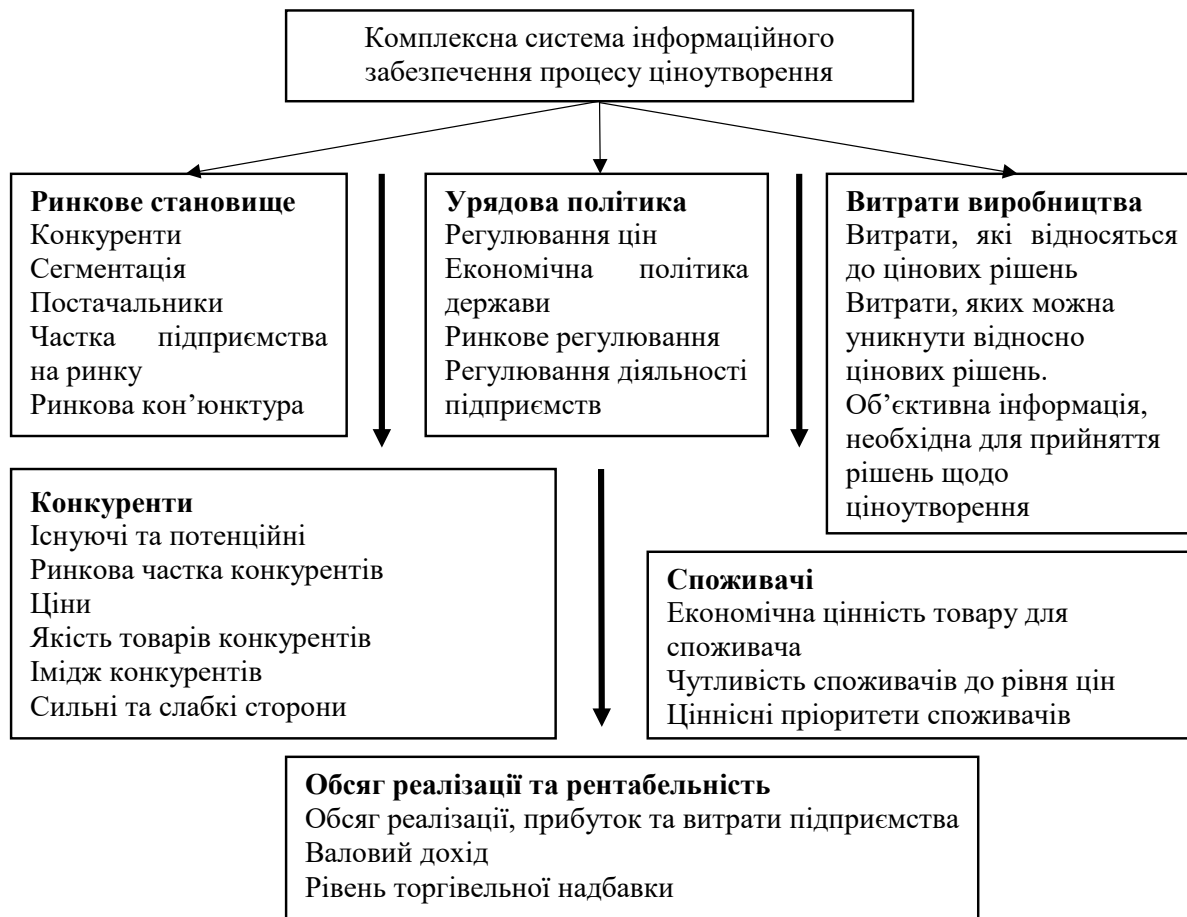 Комплексна система інформаційного
забезпечення процесу ціноутворення
Ринкове становище
Конкуренти
Сегментація
Постачальники
Частка підприємства
на ринку
Ринкова кон’юнктура
Урядова політика
Регулювання цін
Економічна політика
держави
Ринкове регулювання
Регулювання діяльності
підприємств
Витрати виробництва
Витрати, які відносяться
до цінових рішень
Витрати, яких можна
уникнути відносно
цінових рішень.
Об’єктивна інформація,
необхідна для прийняття
рішень щодо
ціноутворення
Конкуренти
Існуючі та потенційні
Ринкова частка конкурентів
Ціни
Якість товарів конкурентів
Імідж конкурентів
Сильні та слабкі сторони
Споживачі
Економічна цінність товару для
споживача
Чутливість споживачів до рівня цін
Ціннісні пріоритети споживачів
Обсяг реалізації та рентабельність
Обсяг реалізації, прибуток та витрати підприємства
Валовий дохід
Рівень торгівельної надбавки